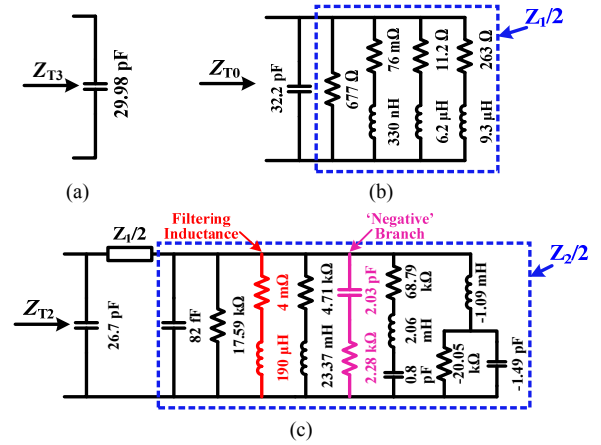 Z_T3
29.98 pF
(a)
Z_T0
32.2 pF
677 Ω
76 mΩ
330 nH
11.2 Ω
6.2 μH
263 Ω
9.3 μH
Z₁/2
(b)
Z_T2
26.7 pF
Z₁/2
82 fF
17.59 kΩ
Filtering
Inductance
4 mΩ
190 μH
4.71 kΩ
23.37 mH
'Negative'
Branch
2.03 pF
2.28 kΩ
68.79
kΩ
2.06
mH
0.8
pF
-1.09 mH
-20.05
kΩ
-1.49 pF
Z₂/2
(c)